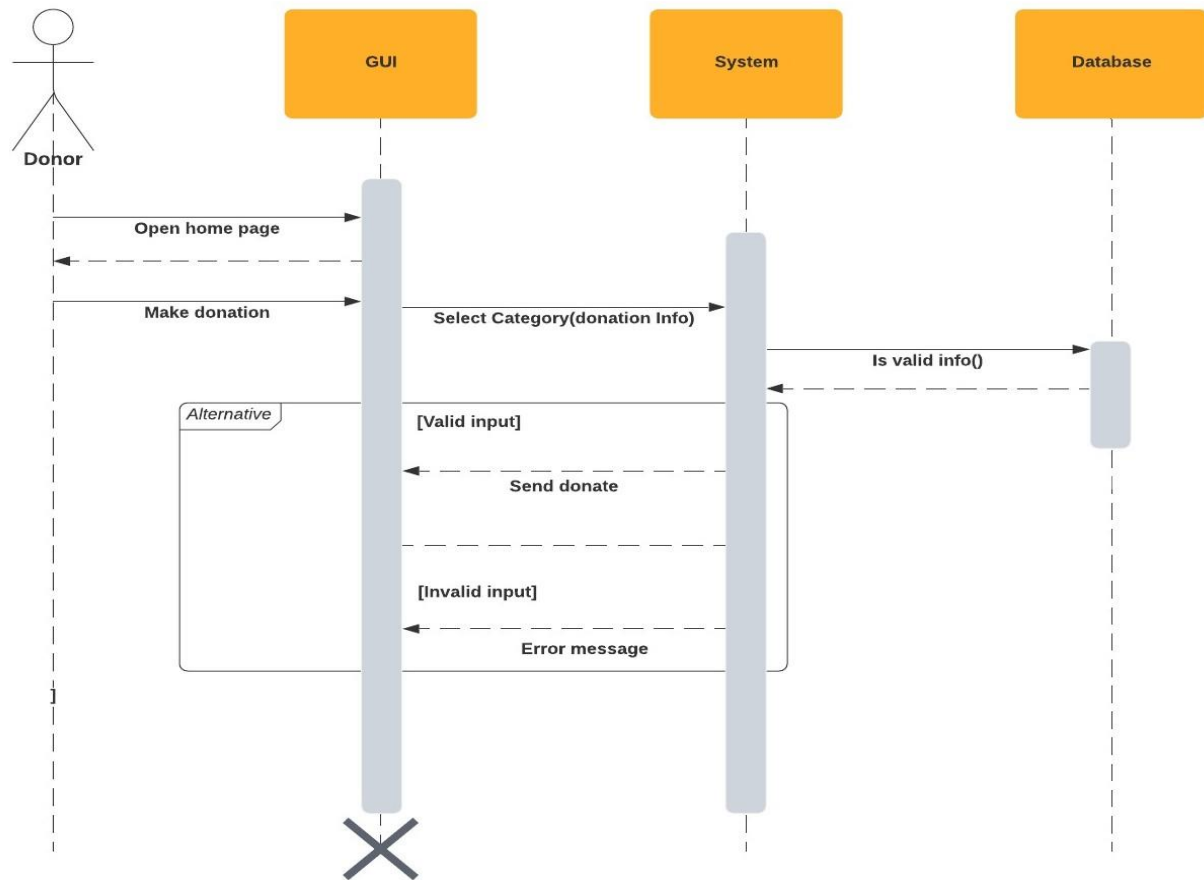 GUI
System
Database
Donor
Open home page
Make donation
Select Category(donation Info)
Is valid info()
Alternative
[Valid input]
Send donate
[Invalid input]
Error message
]